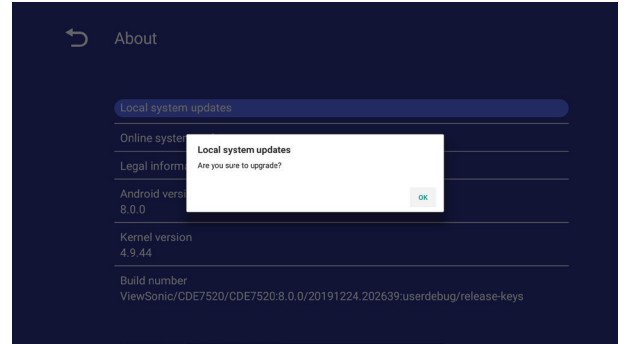 About
Local system updates
Online system
Local system updates
Are you sure to upgrade?
Legal inform
OK
Android versi
8.0.0
Kernel version
4.9.44
Build number
ViewSonic/CDE7520/CDE7520:8.0.0/20191224.202639:userdebug/release-keys